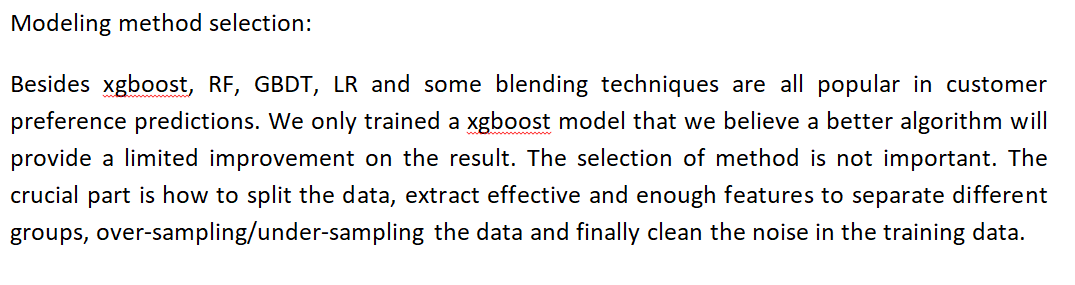 Modeling method selection:
Besides xgboost, RF, GBDT, LR and some blending techniques are all popular in customer
preference predictions. We only trained a xgboost model that we believe a better algorithm will
provide a limited improvement on the result. The selection of method is not important. The
crucial part is how to split the data, extract effective and enough features to separate different
groups, over-sampling/under-sampling the data and finally clean the noise in the training data.